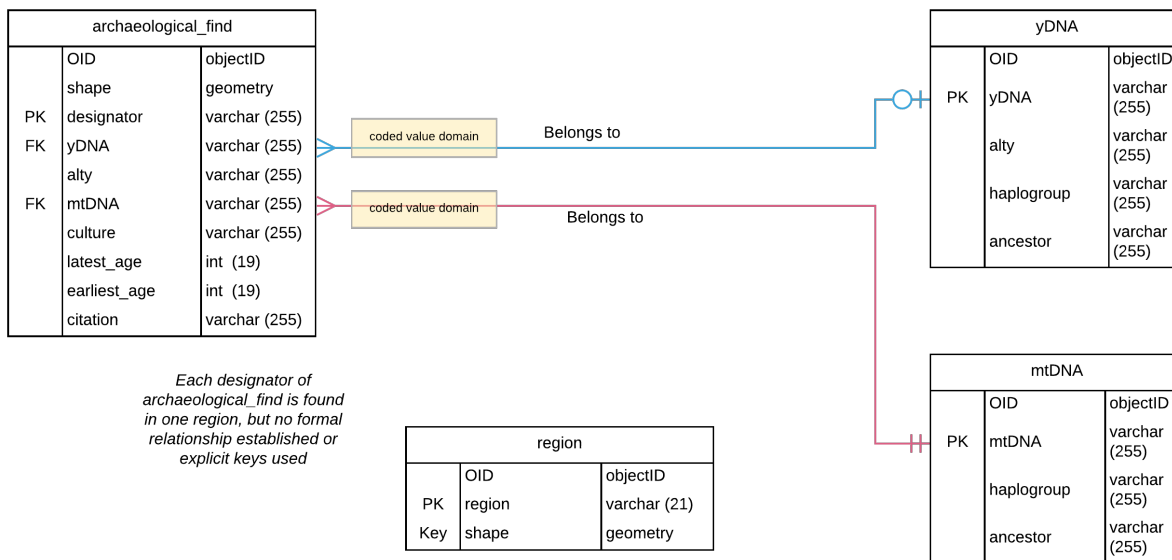 archaeological_find
OID objectID
shape geometry
PK designator varchar (255)
FK yDNA varchar (255)
alty varchar (255)
FK mtDNA varchar (255)
culture varchar (255)
latest_age int (19)
earliest_age int (19)
citation varchar (255)
coded value domain
Belongs to
coded value domain
Belongs to
yDNA
OID objectID
PK yDNA varchar
(255)
alty varchar
(255)
haplogroup varchar
(255)
ancestor varchar
(255)
Each designator of
archaeological_find is found
in one region, but no formal
relationship established or
explicit keys used
region
OID objectID
PK region varchar (21)
Key shape geometry
mtDNA
OID objectID
PK mtDNA varchar
(255)
haplogroup varchar
(255)
ancestor varchar
(255)